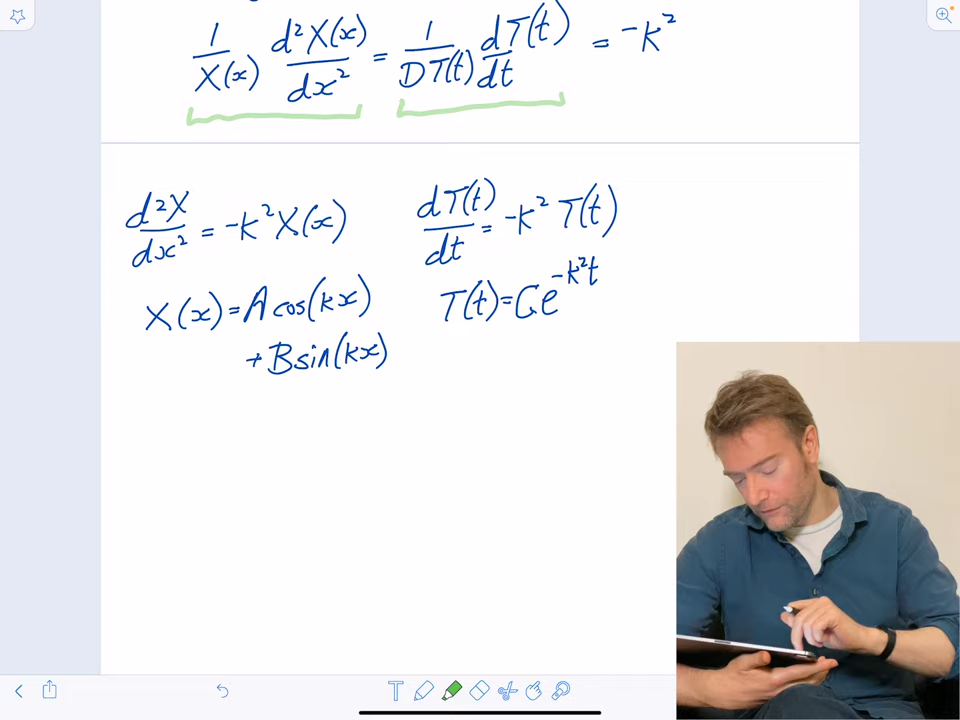 1/X(x) d²X(x)/dx² = 1/DT(t) dT(t)/dt = -k²
d²X/dx² = -k²X(x)
X(x)=A cos(kx)
+ B sin(kx)
dT(t)/dt = -k² T(t)
T(t)=Ge^{-k²t}
T